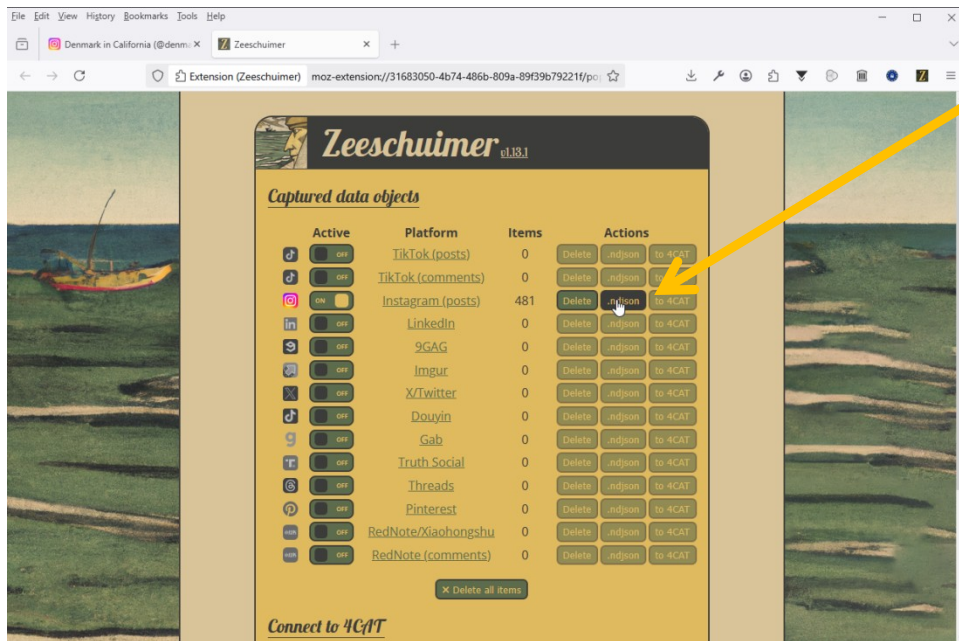 File Edit View History Bookmarks Tools Help
Denmark in California (@denm Zeeschuimer
Extension (Zeeschuimer) moz-extension://31683050-4b74-486b-809a-89f39b79221f/po
Zeeschuimer v1.13.1
Captured data objects
Active Platform Items Actions
OFF TikTok (posts) 0 Delete .ndjson to 4CAT
OFF TikTok (comments) 0 Delete .ndjson to
ON Instagram (posts) 481 Delete .ndjson to 4CAT
OFF LinkedIn 0 Delete .ndjson to 4CAT
OFF 9GAG 0 Delete .ndjson to 4CAT
OFF Imgur 0 Delete .ndjson to 4CAT
OFF X/Twitter 0 Delete .ndjson to 4CAT
OFF Douyin 0 Delete .ndjson to 4CAT
OFF Gab 0 Delete .ndjson to 4CAT
OFF Truth Social 0 Delete .ndjson to 4CAT
OFF Threads 0 Delete .ndjson to 4CAT
OFF Pinterest 0 Delete .ndjson to 4CAT
OFF RedNote/Xiaohongshu 0 Delete .ndjson to 4CAT
OFF RedNote (comments) 0 Delete .ndjson to 4CAT
× Delete all items
Connect to 4CAT